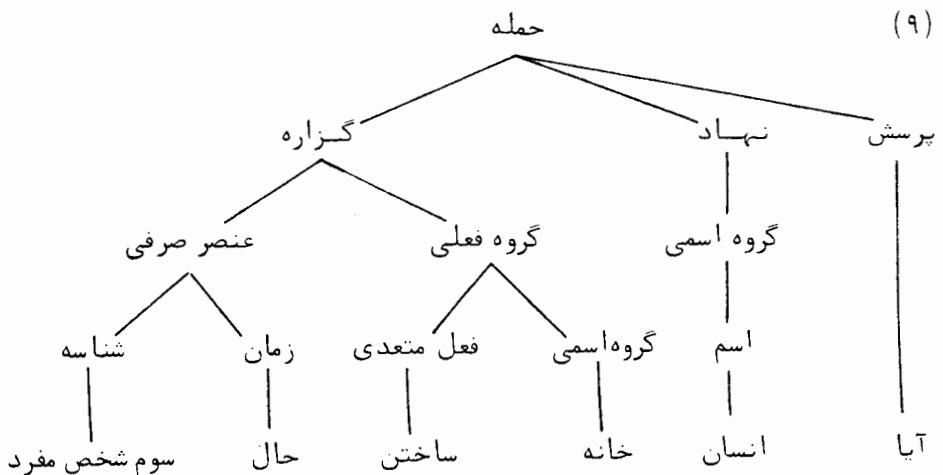 (۹)
حمله
پرسش نهاد گزاره
گروه اسمی گروه فعلی عنصر صرفی
اسم گروه اسمی فعل متعدی زمان شناسه
آیا انسان خانه ساختن حال سوم شخص مفرد